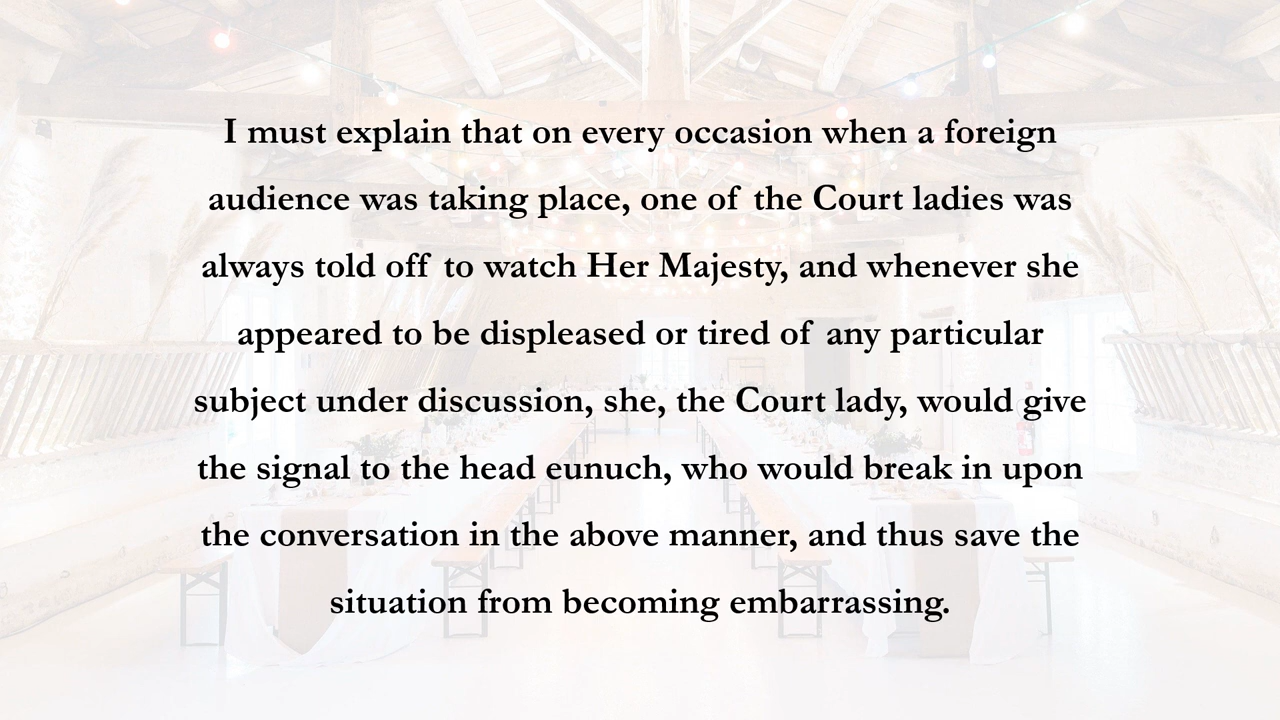 I must explain that on every occasion when a foreign
audience was taking place, one of the Court ladies was
always told off to watch Her Majesty, and whenever she
appeared to be displeased or tired of any particular
subject under discussion, she, the Court lady, would give
the signal to the head eunuch, who would break in upon
the conversation in the above manner, and thus save the
situation from becoming embarrassing.